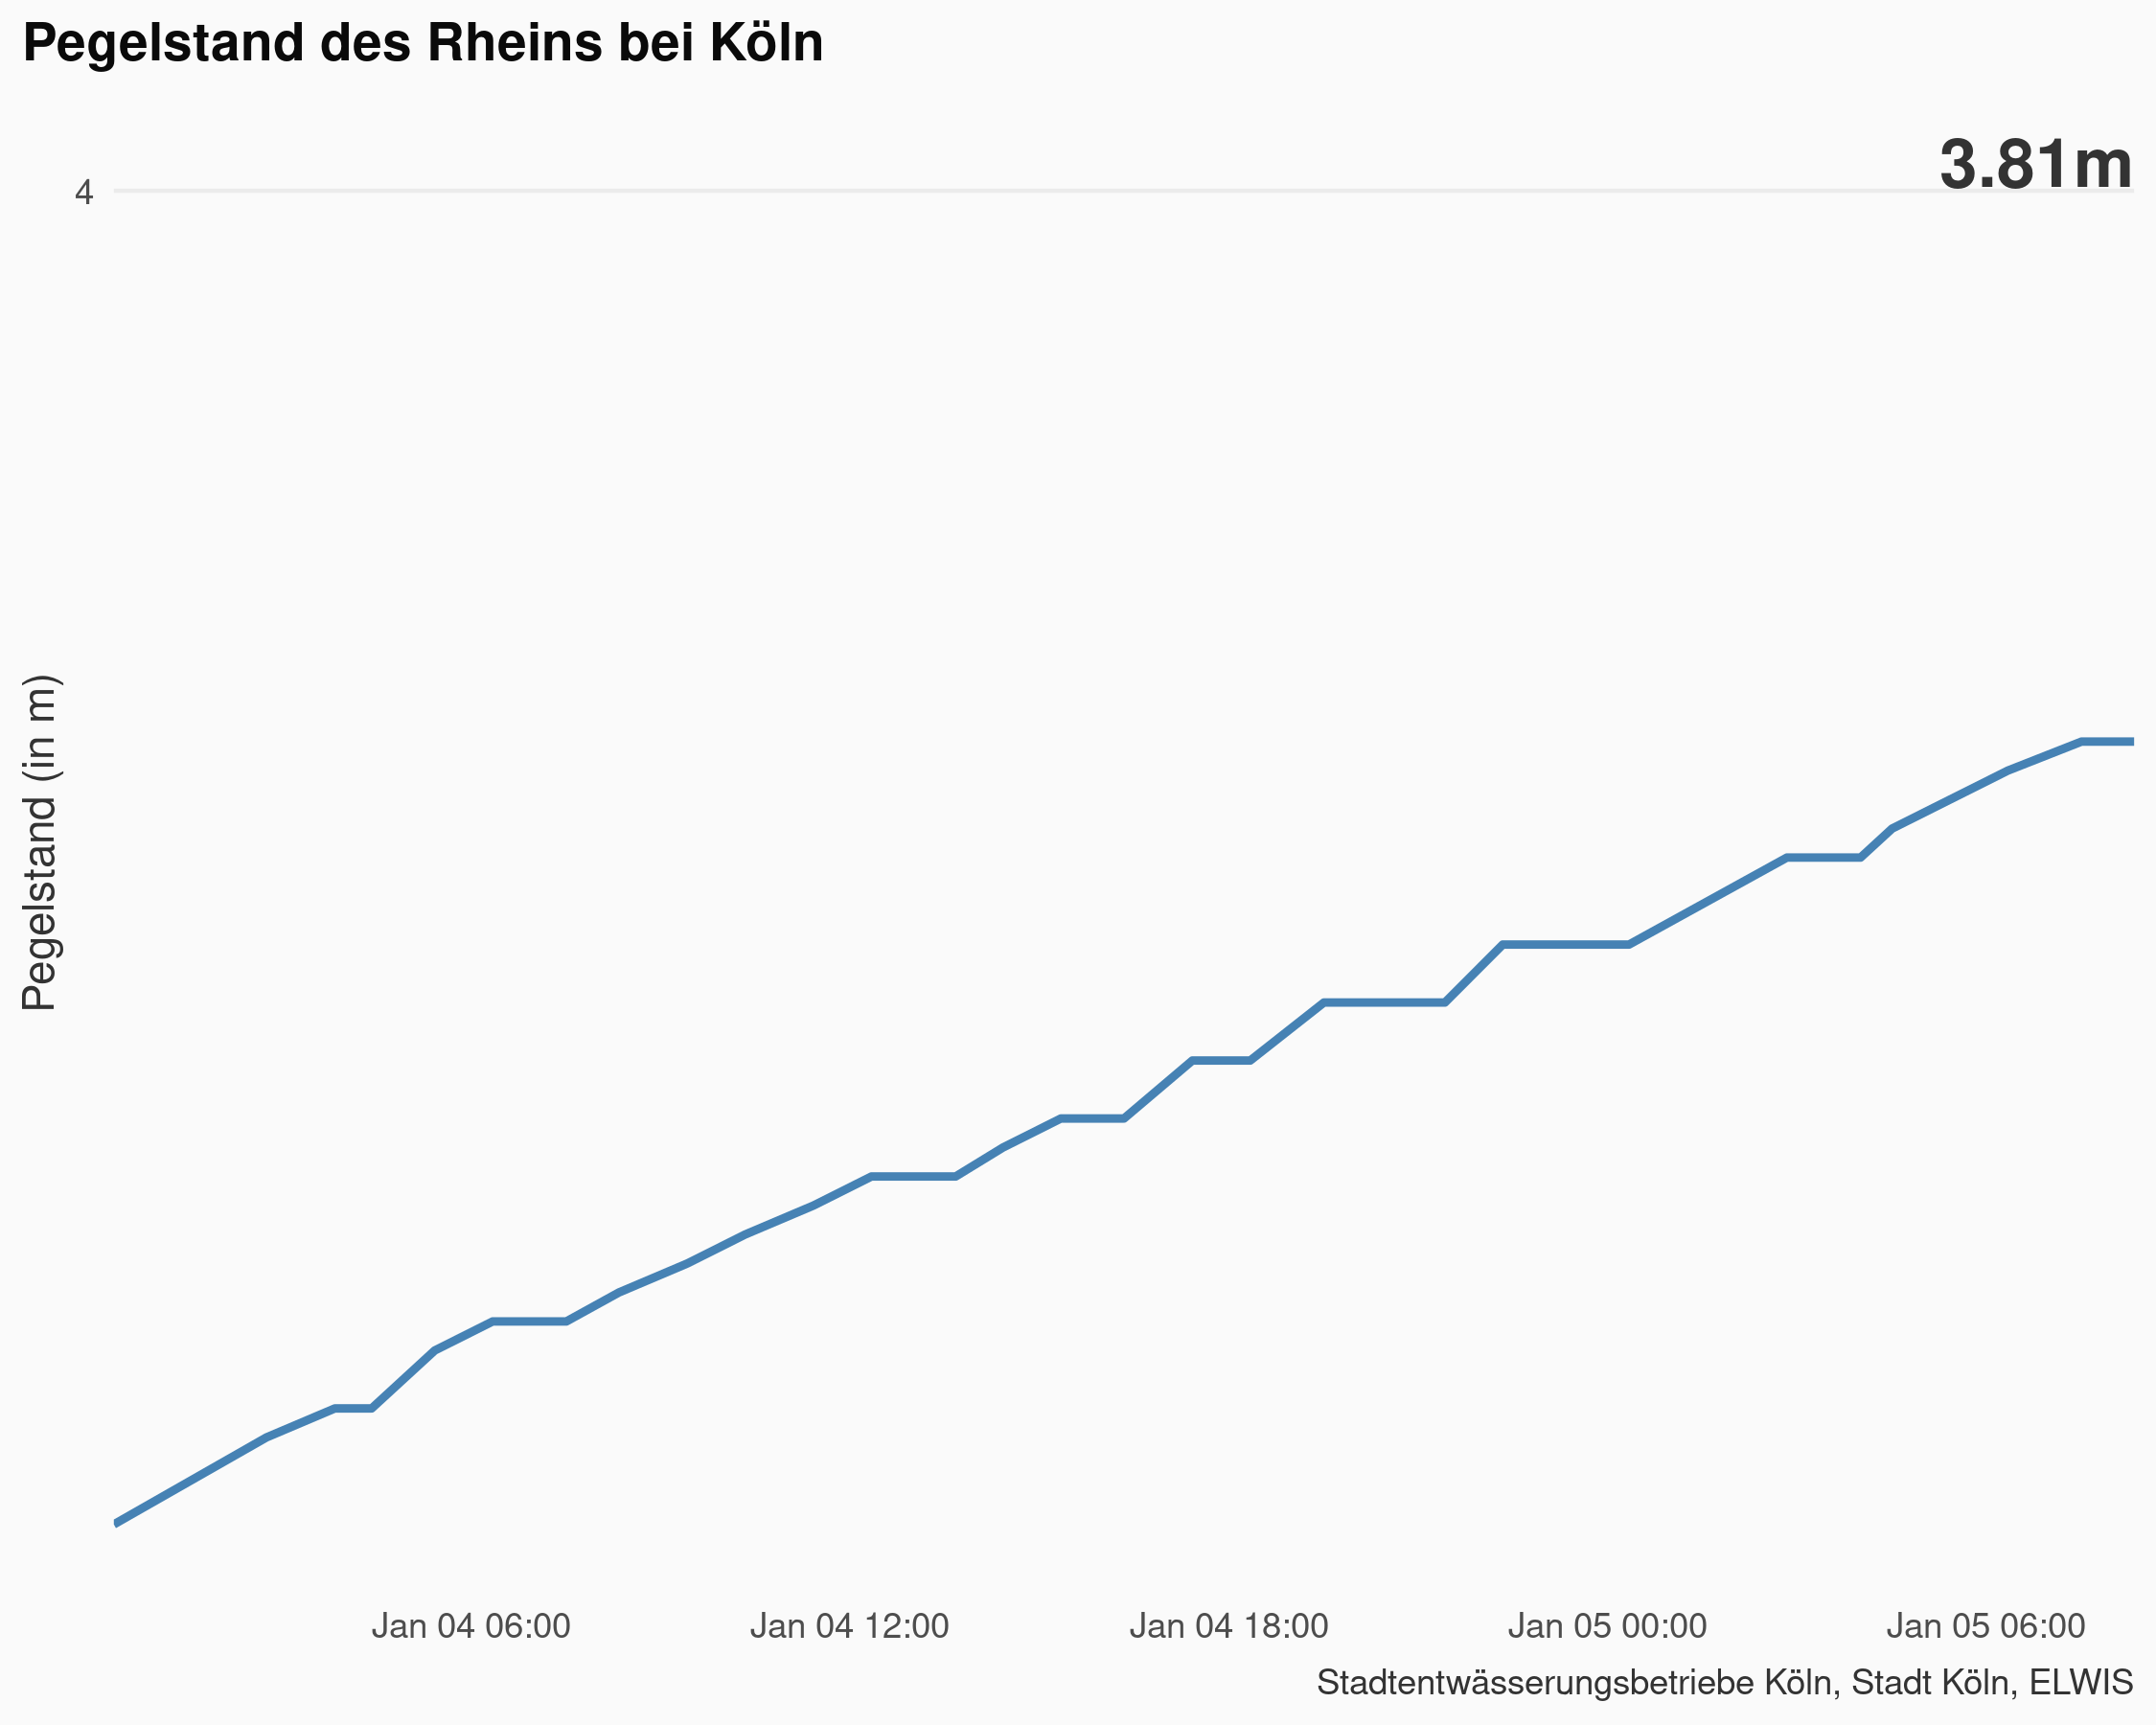 Pegelstand des Rheins bei Köln
3.81m
4
Pegelstand (in m)
Jan 04 06:00 Jan 04 12:00 Jan 04 18:00 Jan 05 00:00 Jan 05 06:00
Stadtentwässerungsbetriebe Köln, Stadt Köln, ELWIS